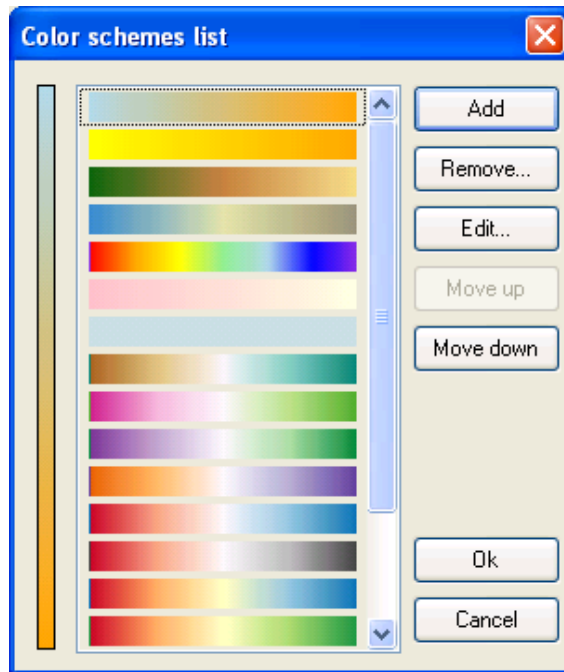 Color schemes list
Add
Remove...
Edit...
Move up
Move down
Ok
Cancel